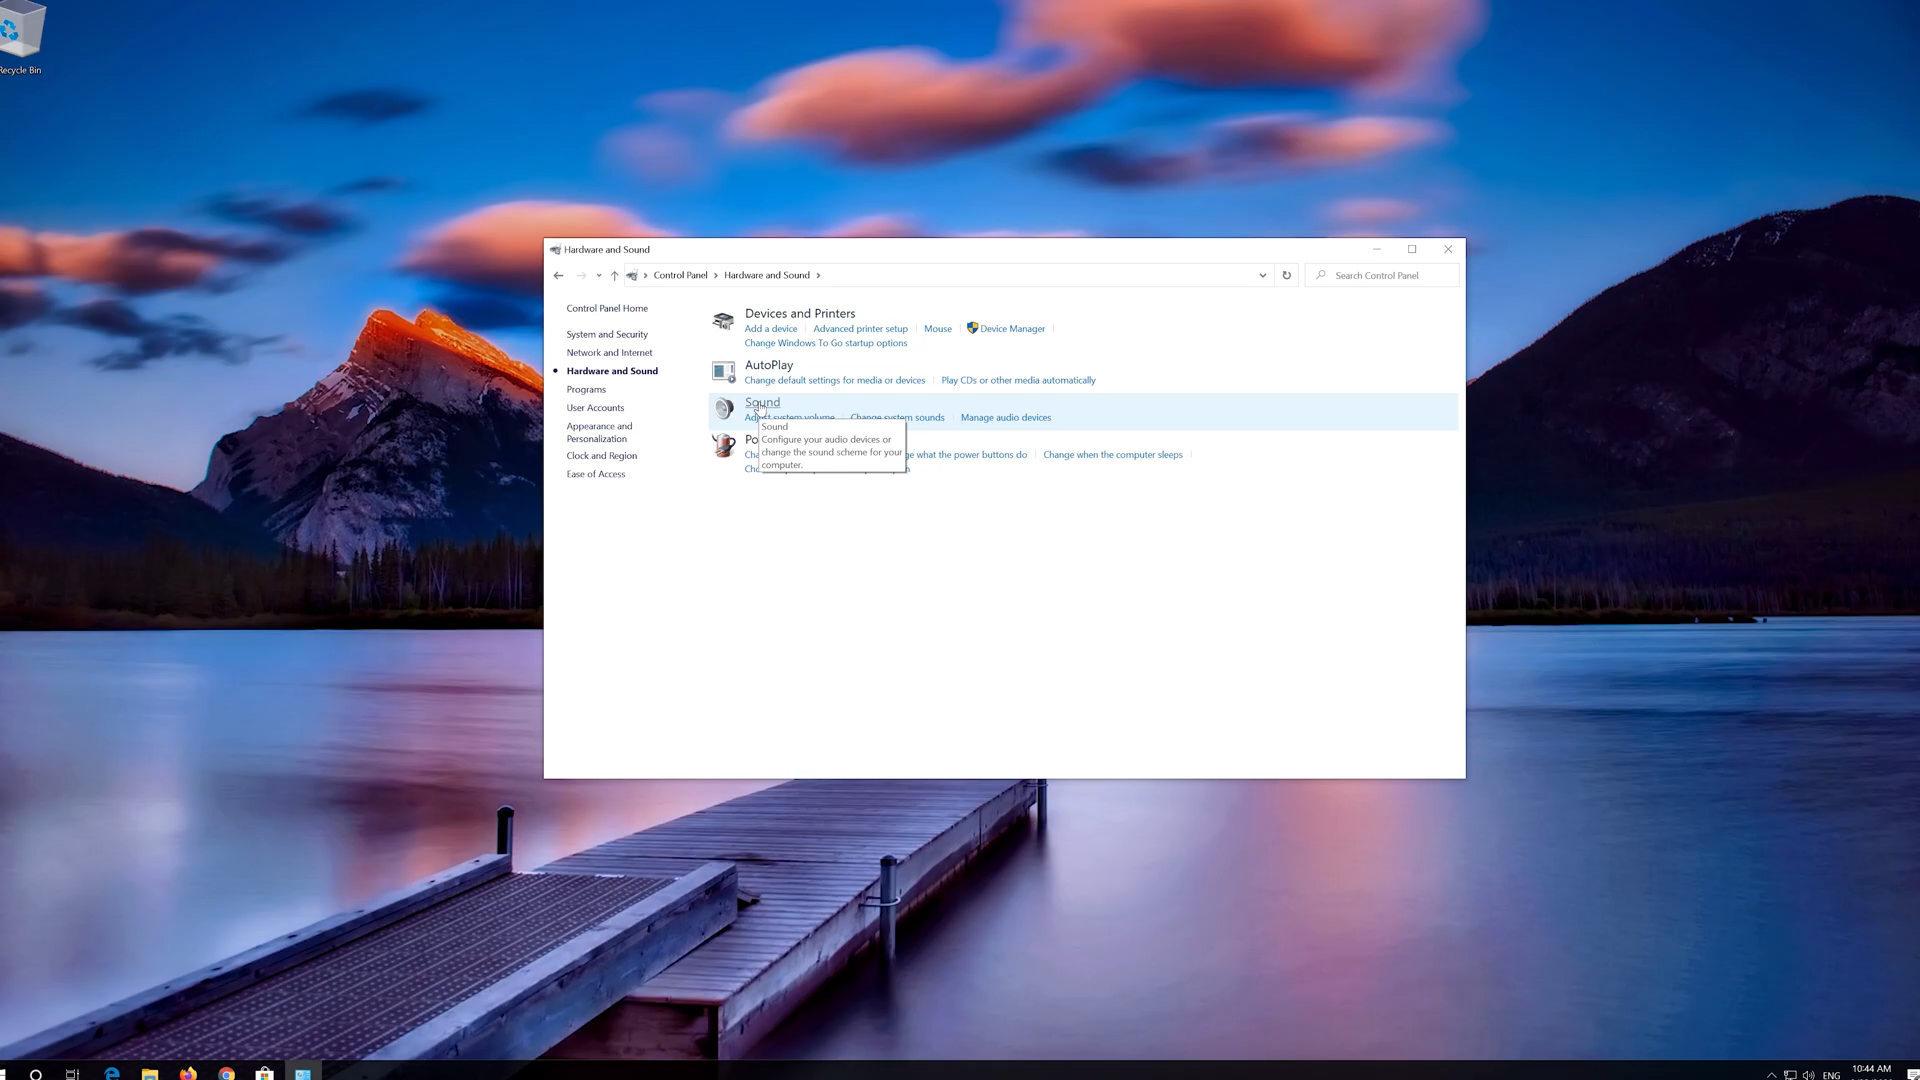 Recycle Bin
Hardware and Sound
Control Panel Hardware and Sound
Search Control Panel
Control Panel Home
System and Security
Network and Internet
Hardware and Sound
Programs
User Accounts
Appearance and
Personalization
Clock and Region
Ease of Access
Devices and Printers
Add a device Advanced printer setup Mouse Device Manager
Change Windows To Go startup options
AutoPlay
Change default settings for media or devices Play CDs or other media automatically
Sound
Adjust system volume Change system sounds Manage audio devices
Sound
Configure your audio devices or
change the sound scheme for your
computer.
what the power buttons do Change when the computer sleeps
ENG
10:44 AM